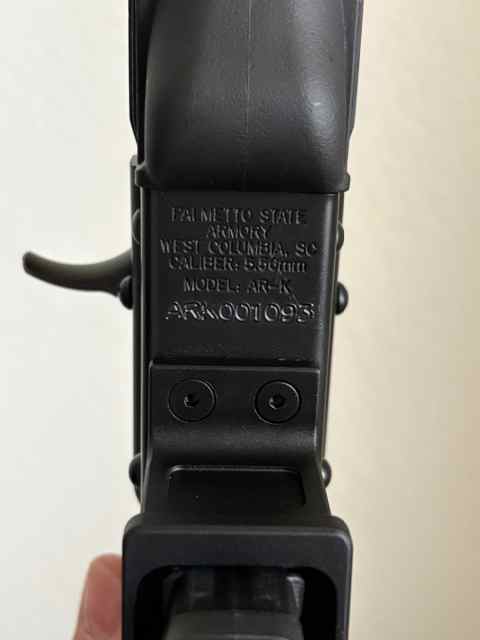 PALMETTO STATE
ARMORY
WEST COLUMBIA, SC
CALIBER: 5.56mm
MODEL: AR-K
ARK001093